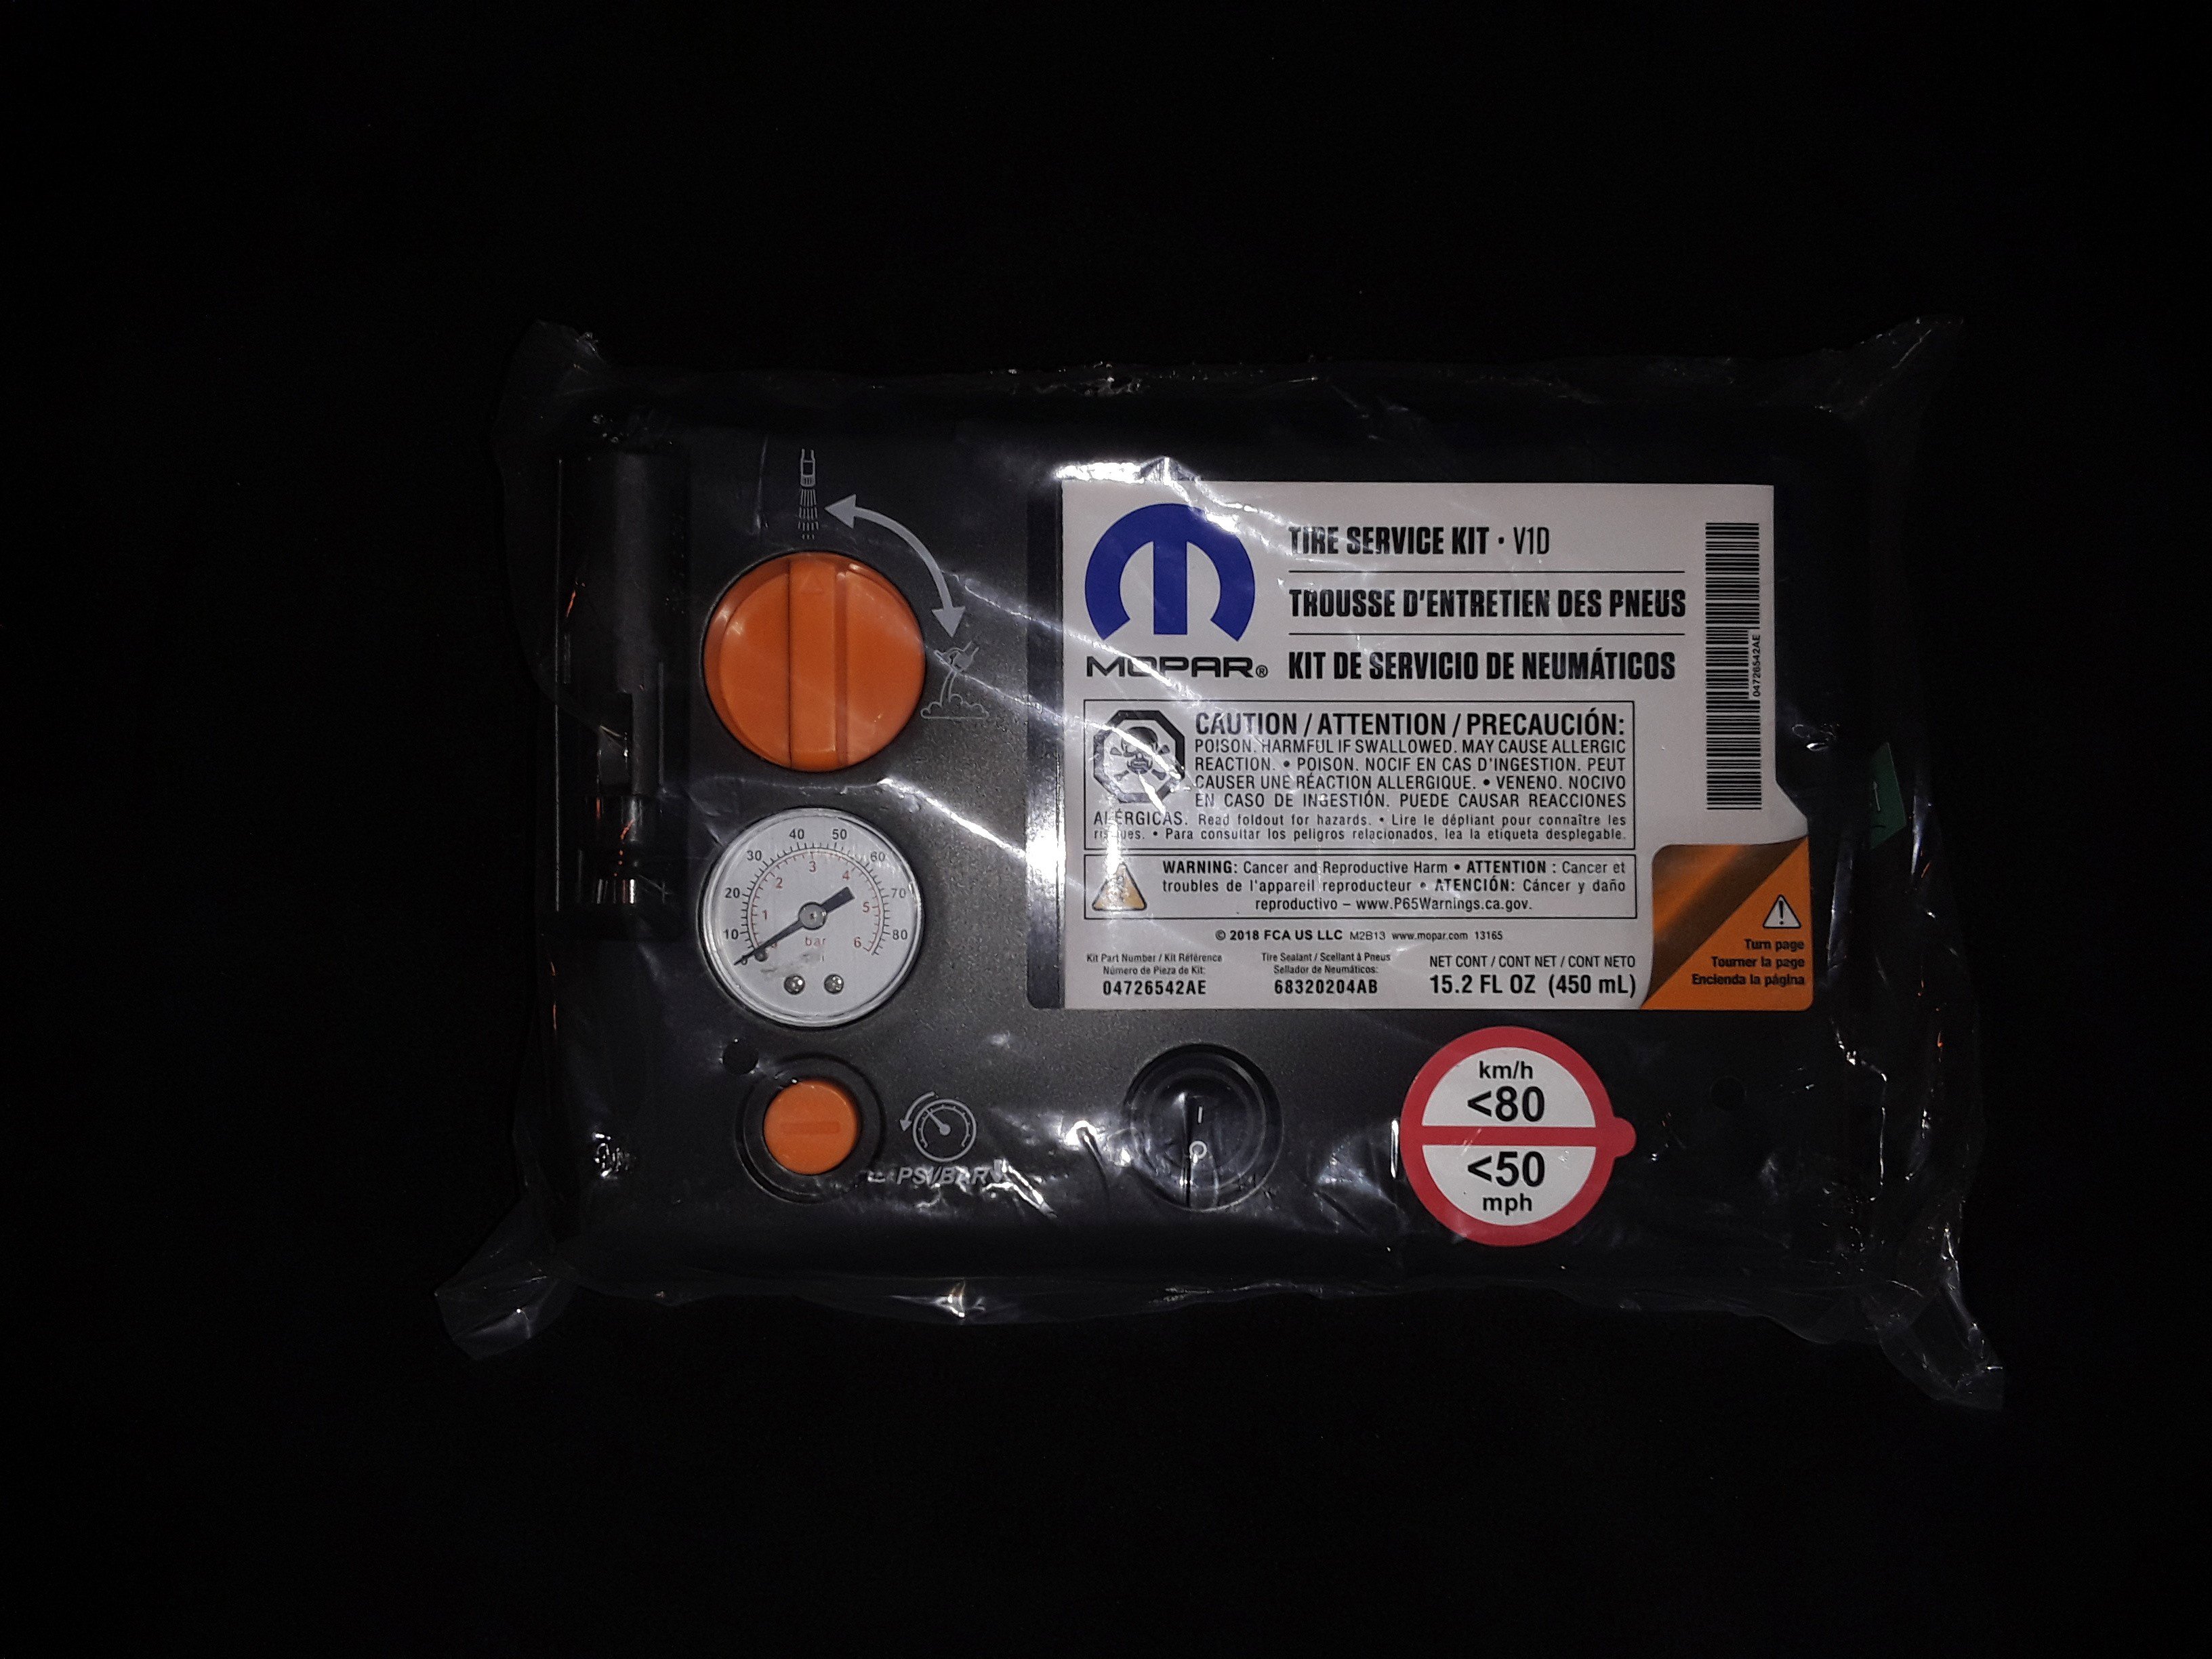 MOPAR®
TIRE SERVICE KIT • V1D
TROUSSE D'ENTRETIEN DES PNEUS
KIT DE SERVICIO DE NEUMÁTICOS
04726542AE
CAUTION / ATTENTION / PRECAUCIÓN:
POISON. HARMFUL IF SWALLOWED. MAY CAUSE ALLERGIC
REACTION. • POISON. NOCIF EN CAS D'INGESTION. PEUT
CAUSER UNE RÉACTION ALLERGIQUE. • VENENO. NOCIVO
EN CASO DE INGESTIÓN. PUEDE CAUSAR REACCIONES
ALÉRGICAS. Read foldout for hazards. • Lire le dépliant pour connaître les
risques. • Para consultar los peligros relacionados, lea la etiqueta desplegable.
WARNING: Cancer and Reproductive Harm • ATTENTION : Cancer et
troubles de l'appareil reproducteur • ATENCIÓN: Cáncer y daño
reproductivo – www.P65Warnings.ca.gov.
© 2018 FCA US LLC M2B13 www.mopar.com 13165
Kit Part Number / Kit Référence
Número de Pieza de Kit:
04726542AE
Tire Sealant / Scellant à Pneus
Sellador de Neumáticos:
68320204AB
NET CONT / CONT NET / CONT NETO
15.2 FL OZ (450 mL)
Turn page
Tourner la page
Encienda la página
10 20 30 40 50 60 70 80
1 2 3 4 5 6
bar
PSI/BAR
I
O
km/h
<80
<50
mph